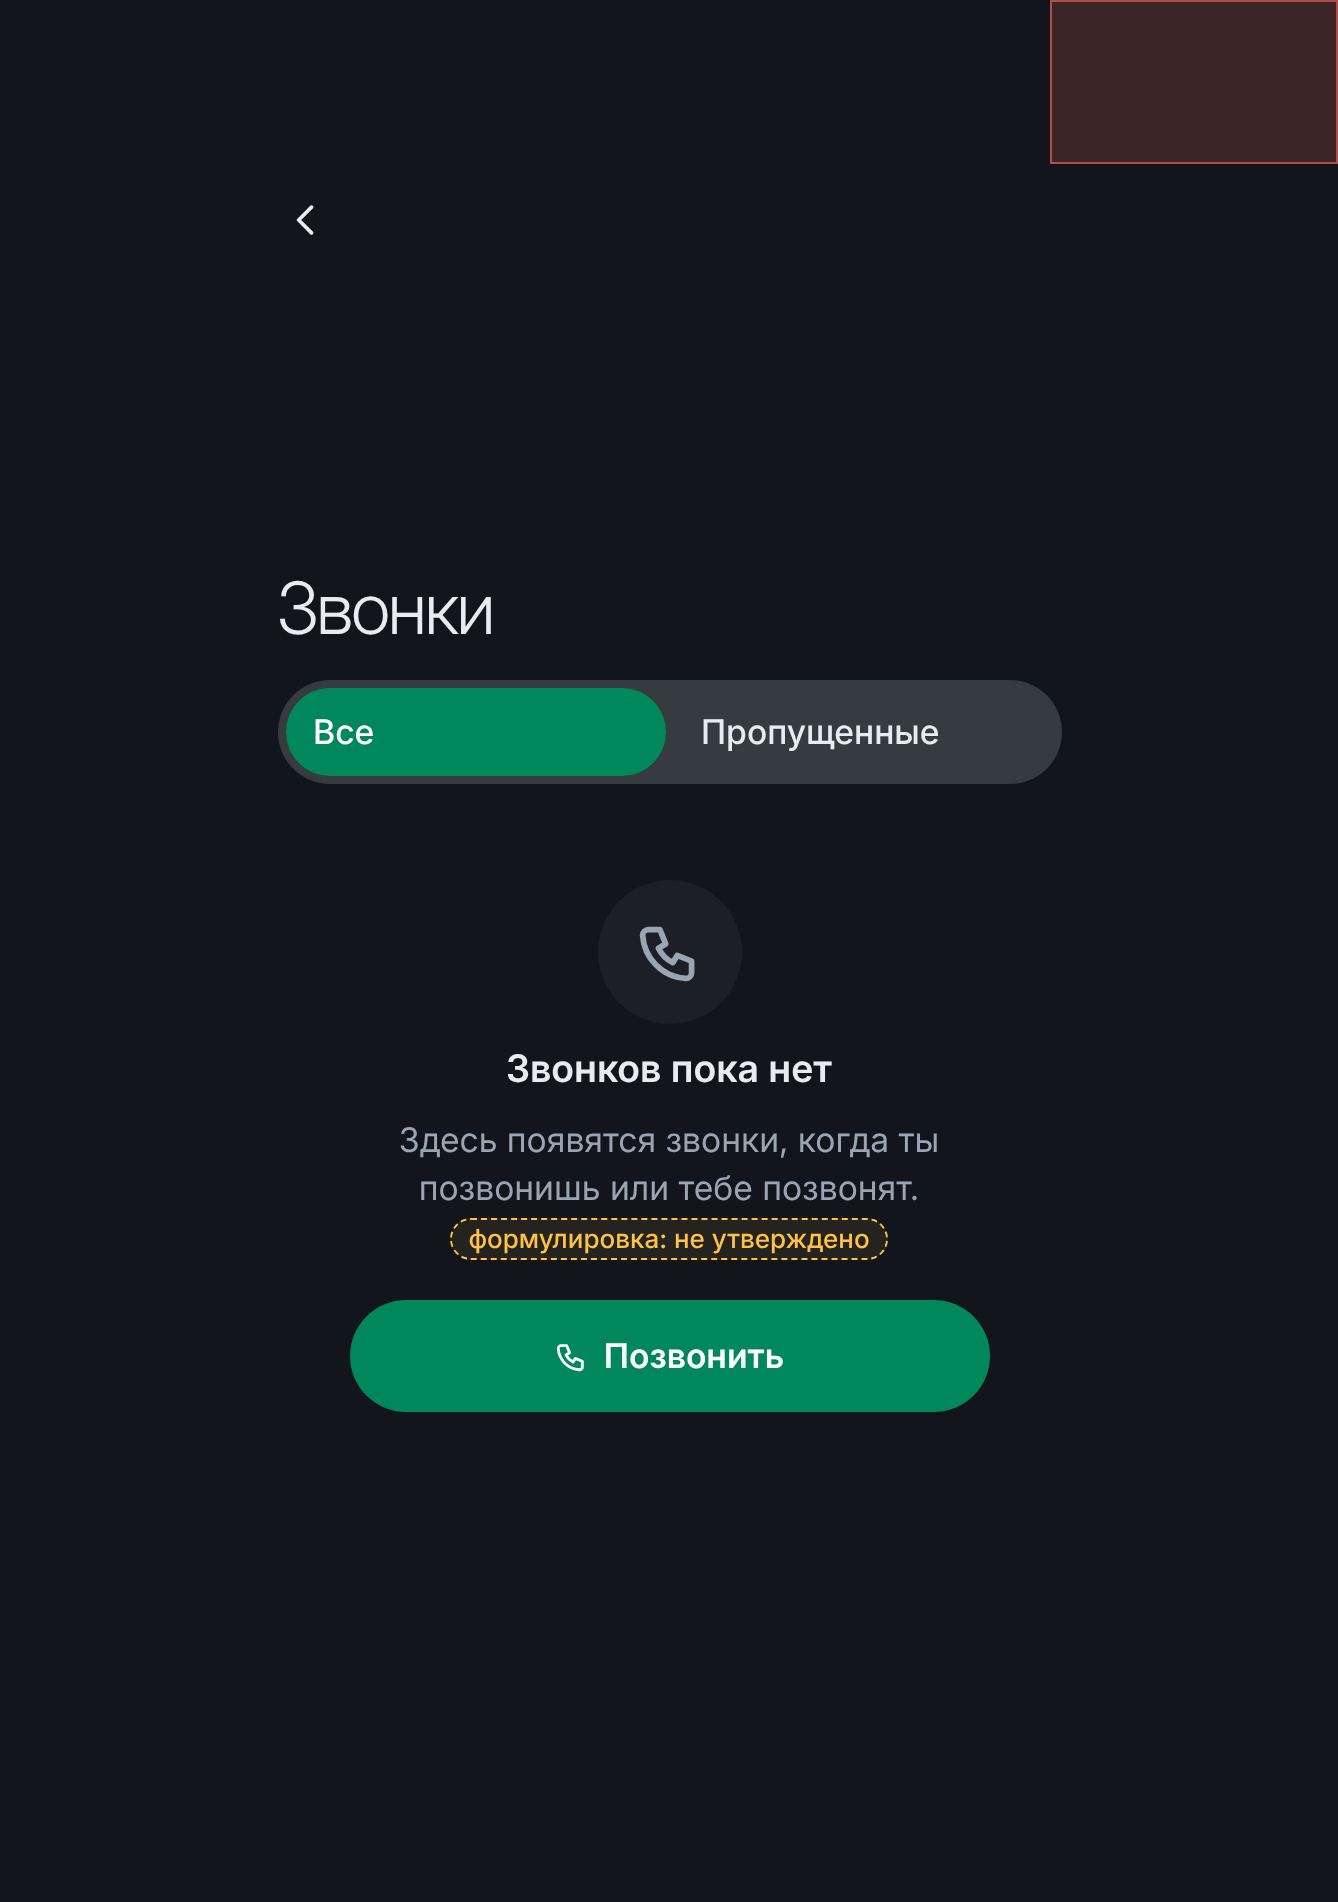 Звонки
Все
Пропущенные
Звонков пока нет
Здесь появятся звонки, когда ты
позвонишь или тебе позвонят.
формулировка: не утверждено
Позвонить